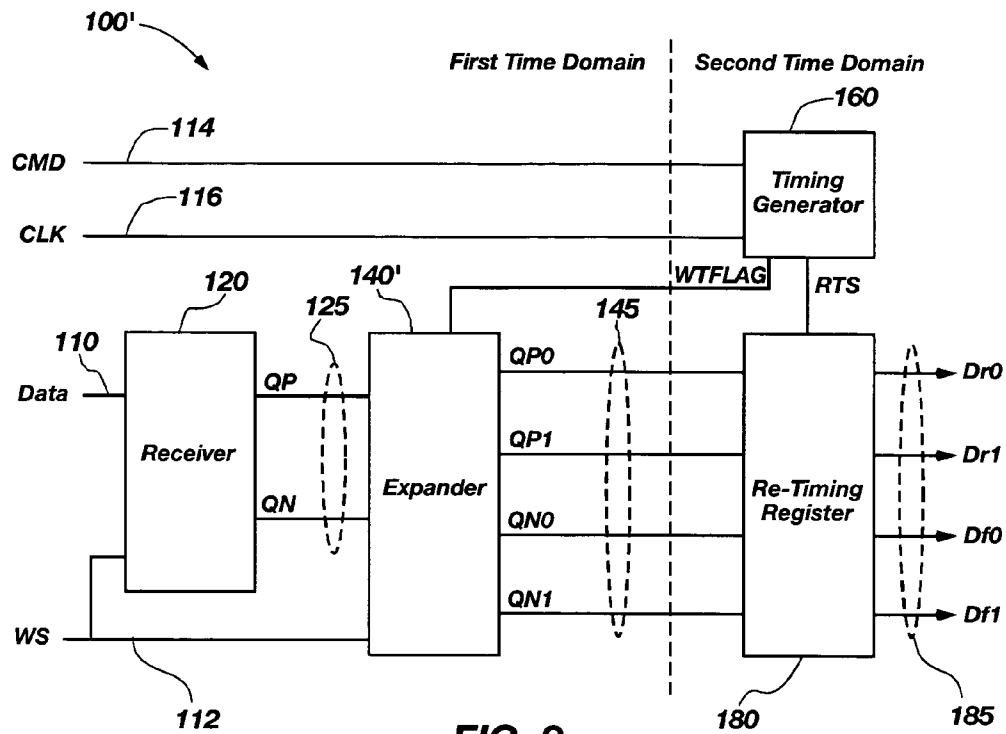 100'
First Time Domain
Second Time Domain
160
114
CMD
Timing
Generator
116
CLK
WTFLAG
RTS
120
125
140'
145
110
Data
QP
QP0
Dr0
Receiver
QP1
Dr1
Expander
Re-Timing
Register
QN
QN0
Df0
QN1
Df1
WS
112
180
185